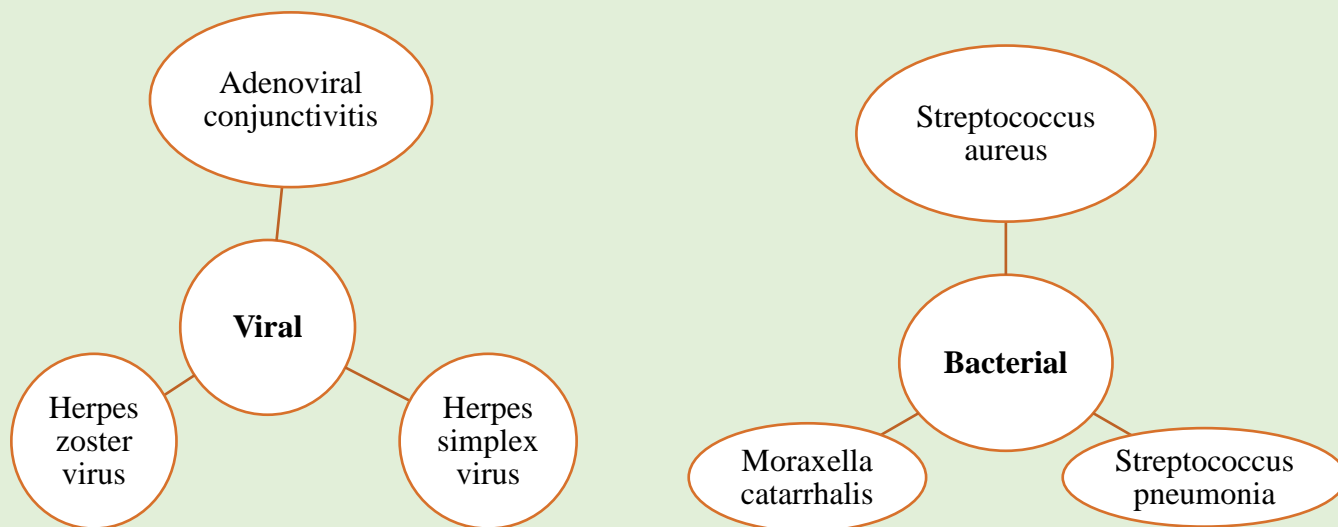 Adenoviral
conjunctivitis
Viral
Herpes
zoster
virus
Herpes
simplex
virus
Streptococcus
aureus
Bacterial
Moraxella
catarrhalis
Streptococcus
pneumonia